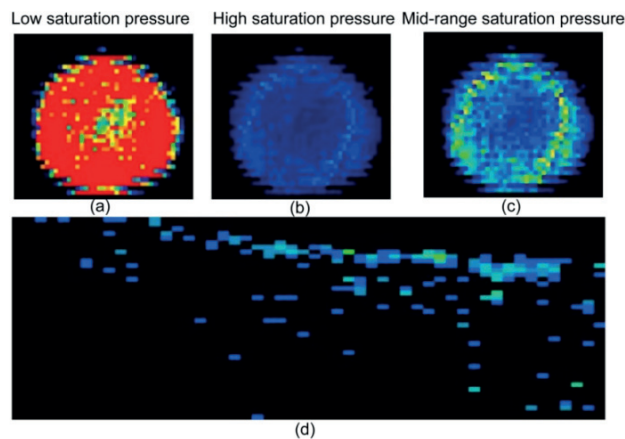 Low saturation pressure
High saturation pressure
Mid-range saturation pressure
(a)
(b)
(c)
(d)